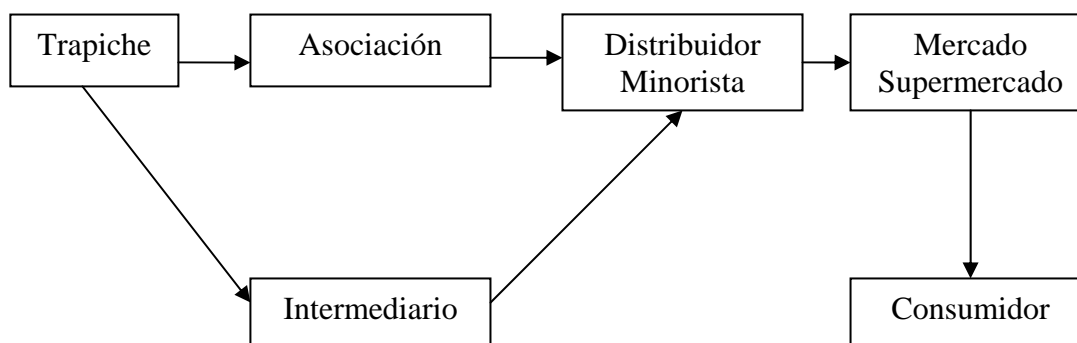 Trapiche
Asociación
Distribuidor
Minorista
Mercado
Supermercado
Intermediario
Consumidor